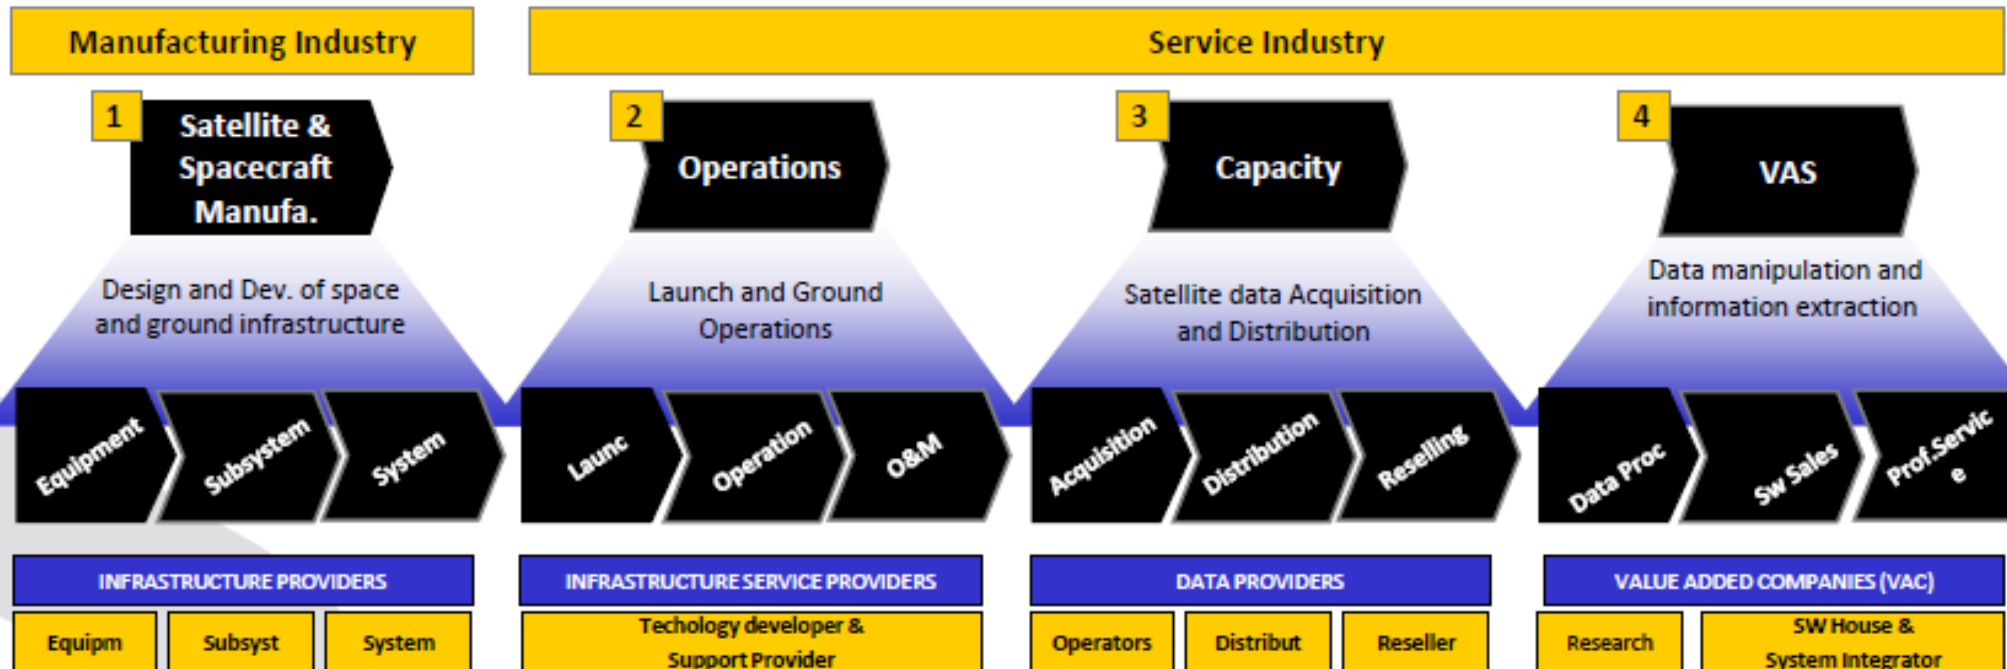 Manufacturing Industry
Service Industry
1
Satellite &
Spacecraft
Manufa.
2
Operations
3
Capacity
4
VAS
Design and Dev. of space
and ground infrastructure
Launch and Ground
Operations
Satellite data Acquisition
and Distribution
Data manipulation and
information extraction
Equipment
Subsystem
System
Launc
Operation
O&M
Acquisition
Distribution
Reselling
Data Proc
Sw Sales
Prof.Servic
e
INFRASTRUCTURE PROVIDERS
INFRASTRUCTURE SERVICE PROVIDERS
DATA PROVIDERS
VALUE ADDED COMPANIES (VAC)
Equipm
Subsyst
System
Techology developer &
Support Provider
Operators
Distribut
Reseller
Research
SW House &
System Integrator